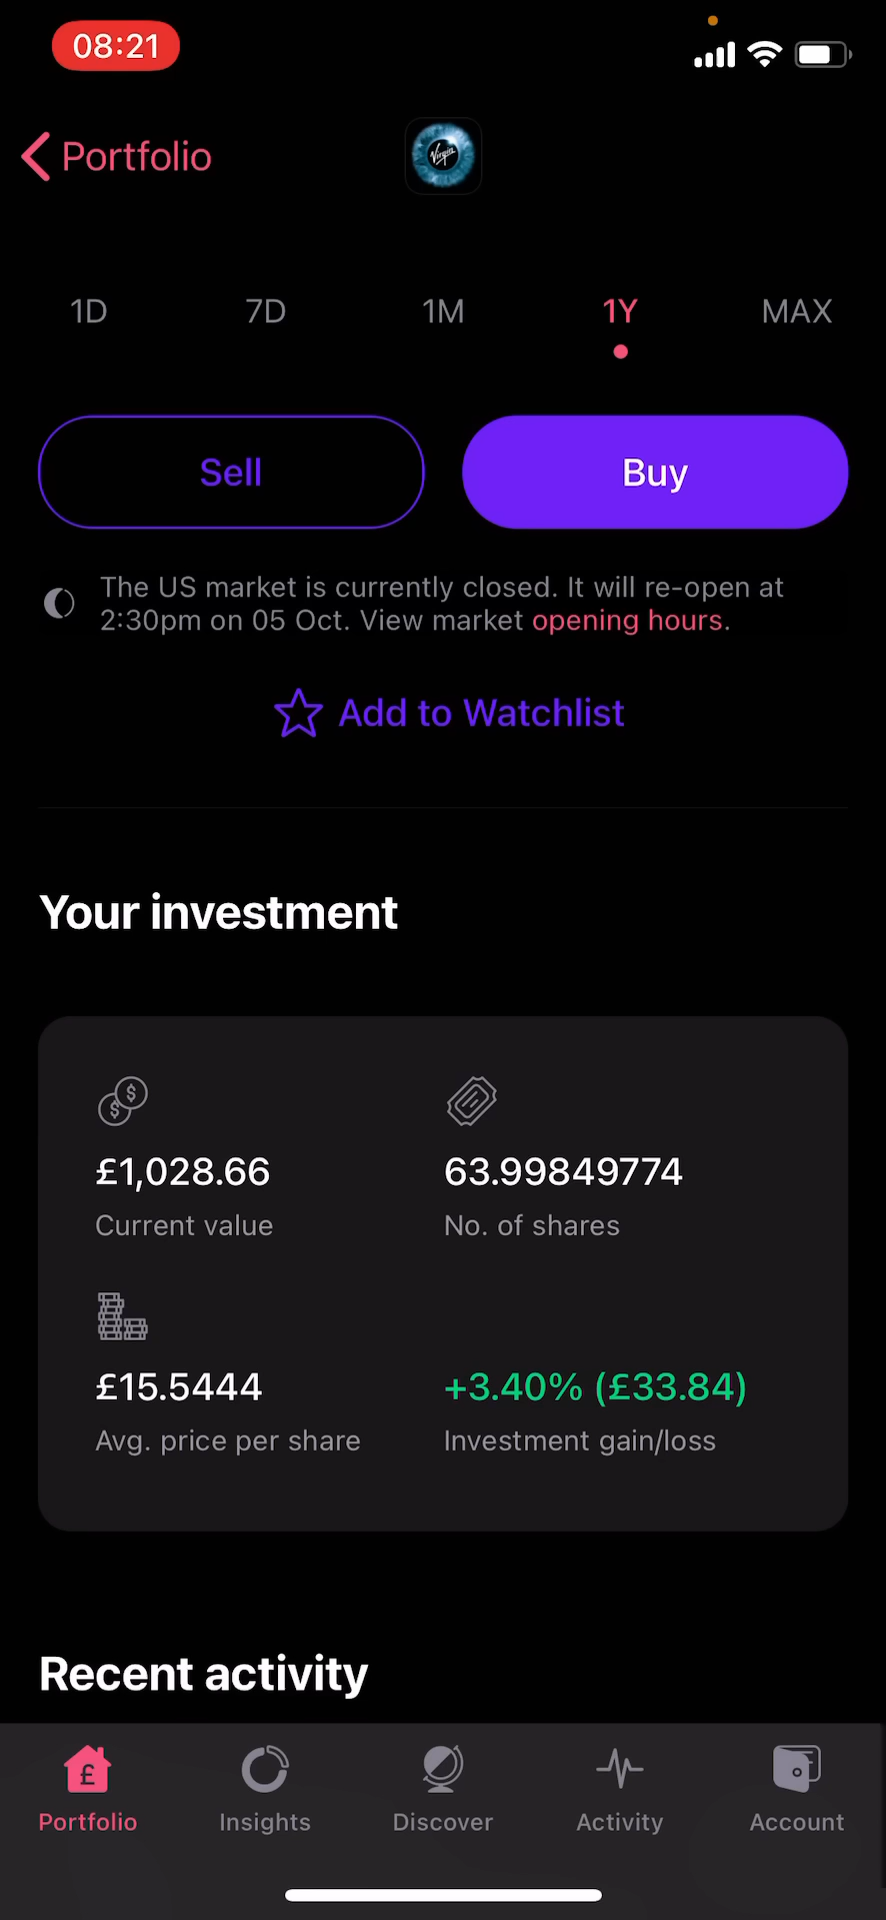 08:21
Portfolio
Virgin
1D 7D 1M 1Y MAX
Sell Buy
The US market is currently closed. It will re-open at
2:30pm on 05 Oct. View market opening hours.
Add to Watchlist
Your investment
£1,028.66 63.99849774
Current value No. of shares
£15.5444 +3.40% (£33.84)
Avg. price per share Investment gain/loss
Recent activity
Portfolio Insights Discover Activity Account